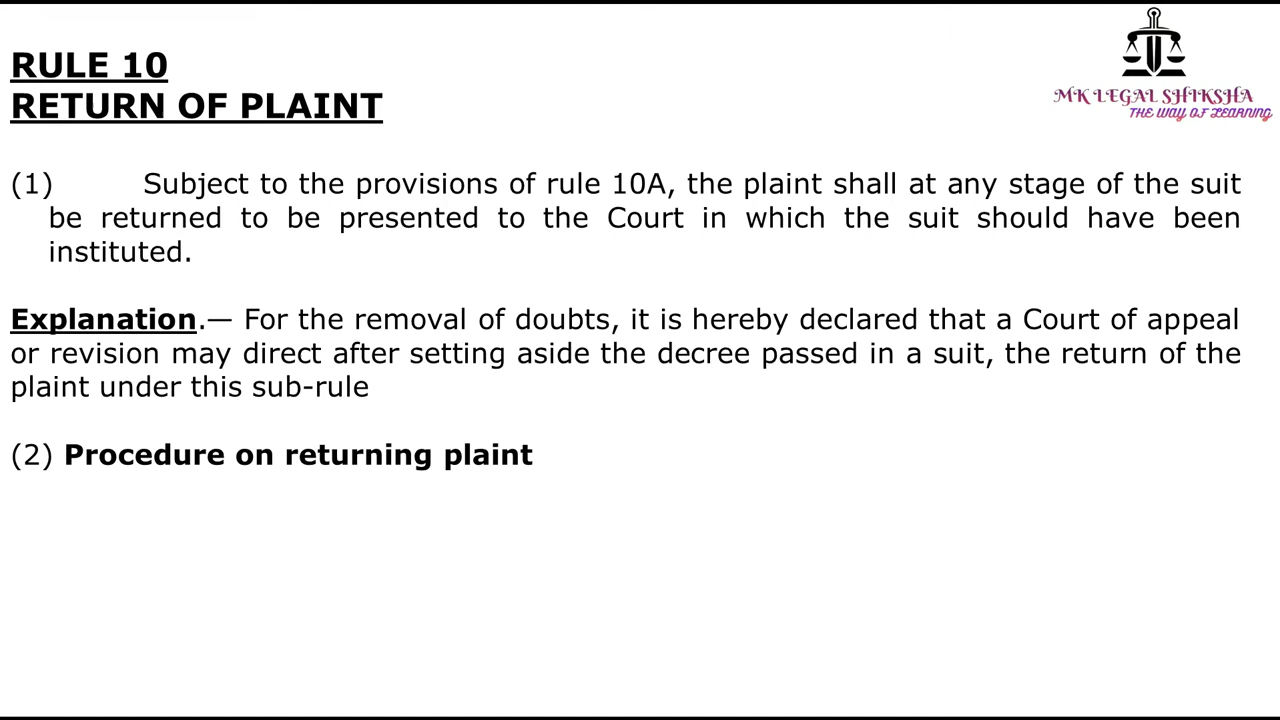 RULE 10
RETURN OF PLAINT
MK LEGAL SHIKSHA
THE WAY OF LEARNING
(1) Subject to the provisions of rule 10A, the plaint shall at any stage of the suit
be returned to be presented to the Court in which the suit should have been
instituted.
Explanation.— For the removal of doubts, it is hereby declared that a Court of appeal
or revision may direct after setting aside the decree passed in a suit, the return of the
plaint under this sub-rule
(2) Procedure on returning plaint